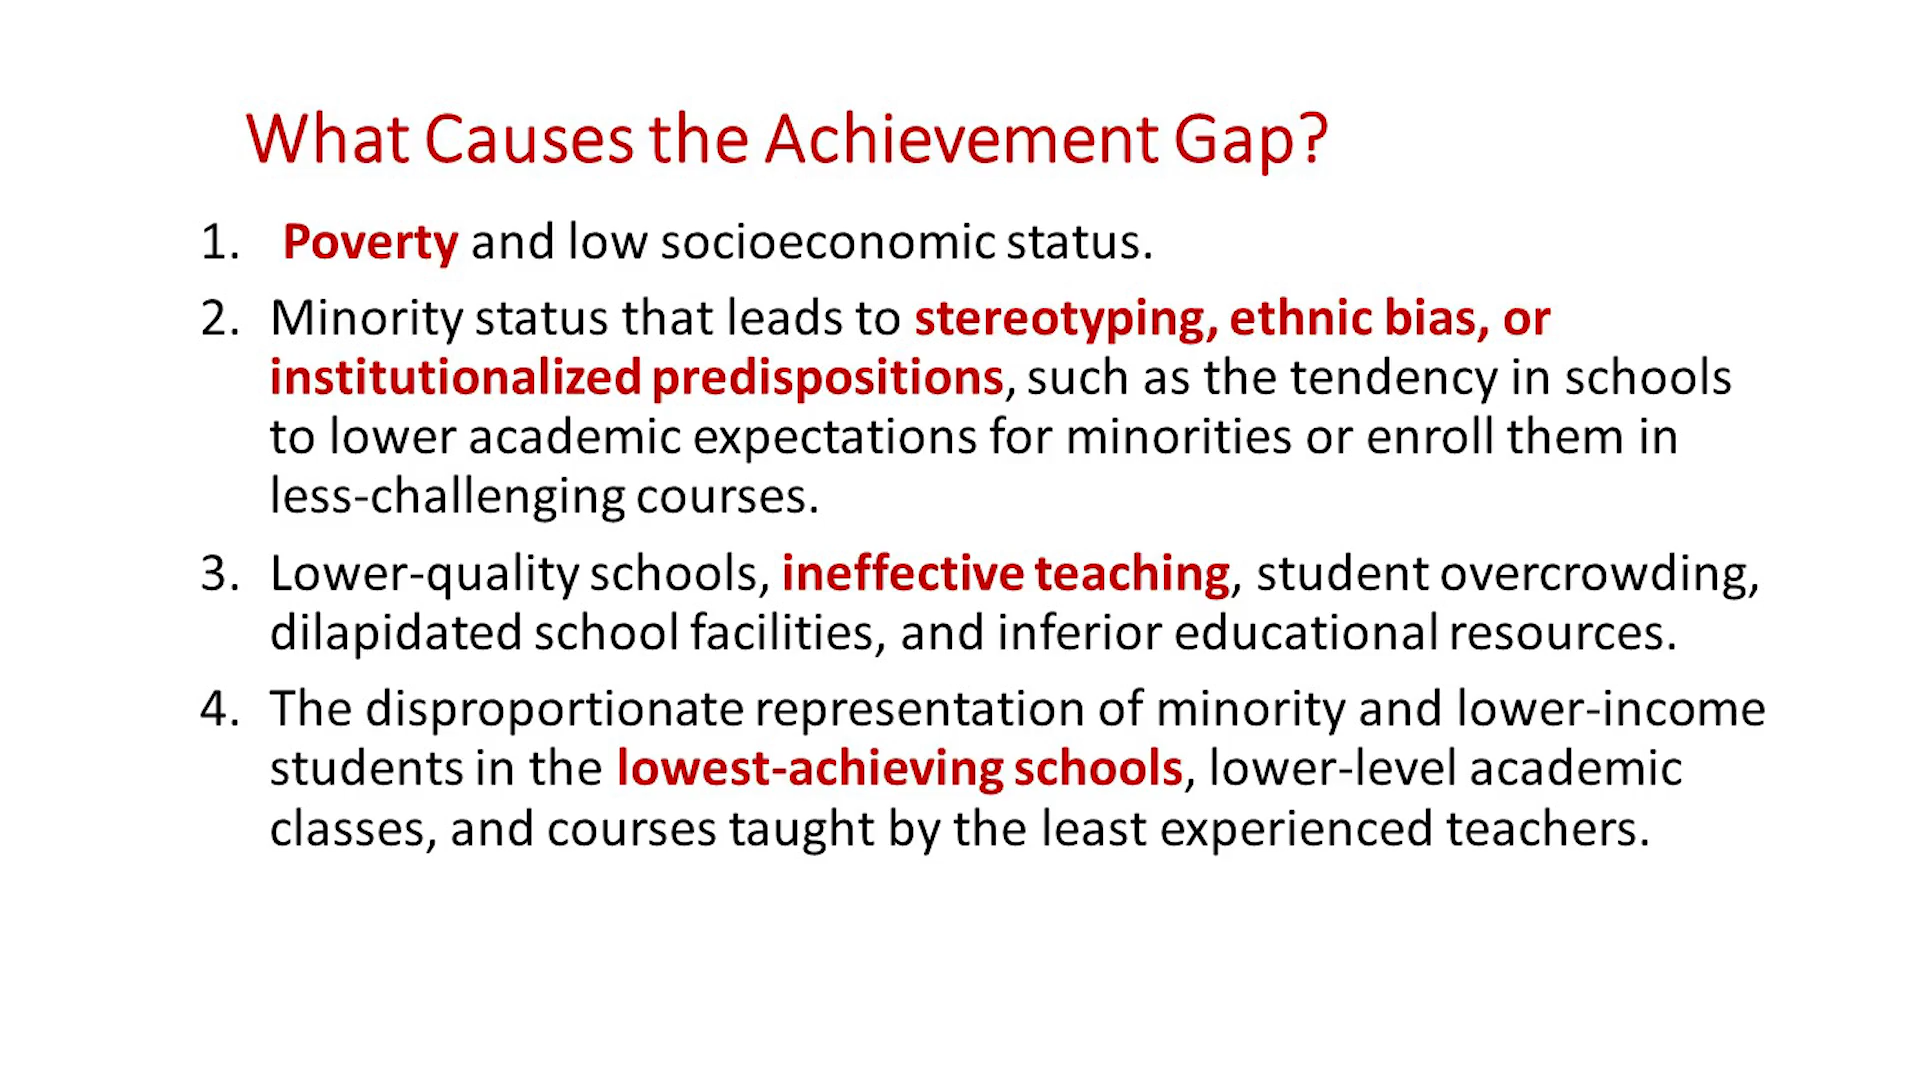 What Causes the Achievement Gap?
1. Poverty and low socioeconomic status.
2. Minority status that leads to stereotyping, ethnic bias, or
institutionalized predispositions, such as the tendency in schools
to lower academic expectations for minorities or enroll them in
less-challenging courses.
3. Lower-quality schools, ineffective teaching, student overcrowding,
dilapidated school facilities, and inferior educational resources.
4. The disproportionate representation of minority and lower-income
students in the lowest-achieving schools, lower-level academic
classes, and courses taught by the least experienced teachers.